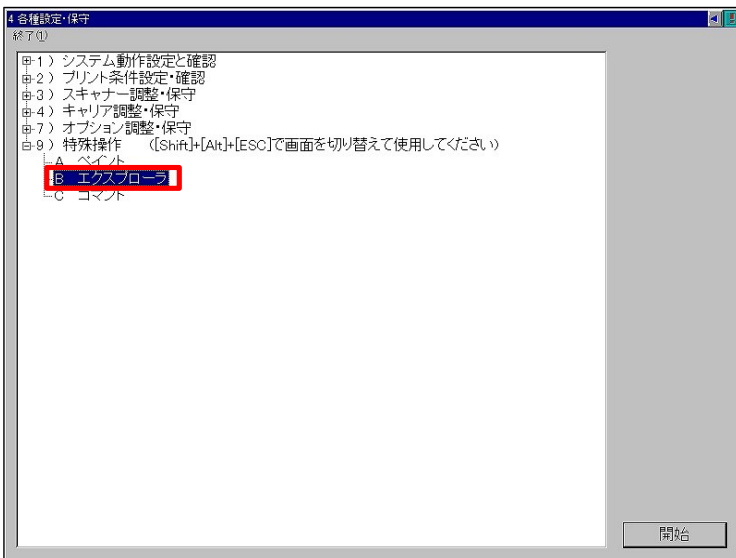 4 各種設定・保守
終了(1)
1) システム動作設定と確認
2) プリント条件設定・確認
3) スキャナー調整・保守
4) キャリア調整・保守
7) オプション調整・保守
9) 特殊操作　([Shift]+[Alt]+[ESC]で画面を切り替えて使用してください)
A ペイント
B エクスプローラ
C コマンド
開始